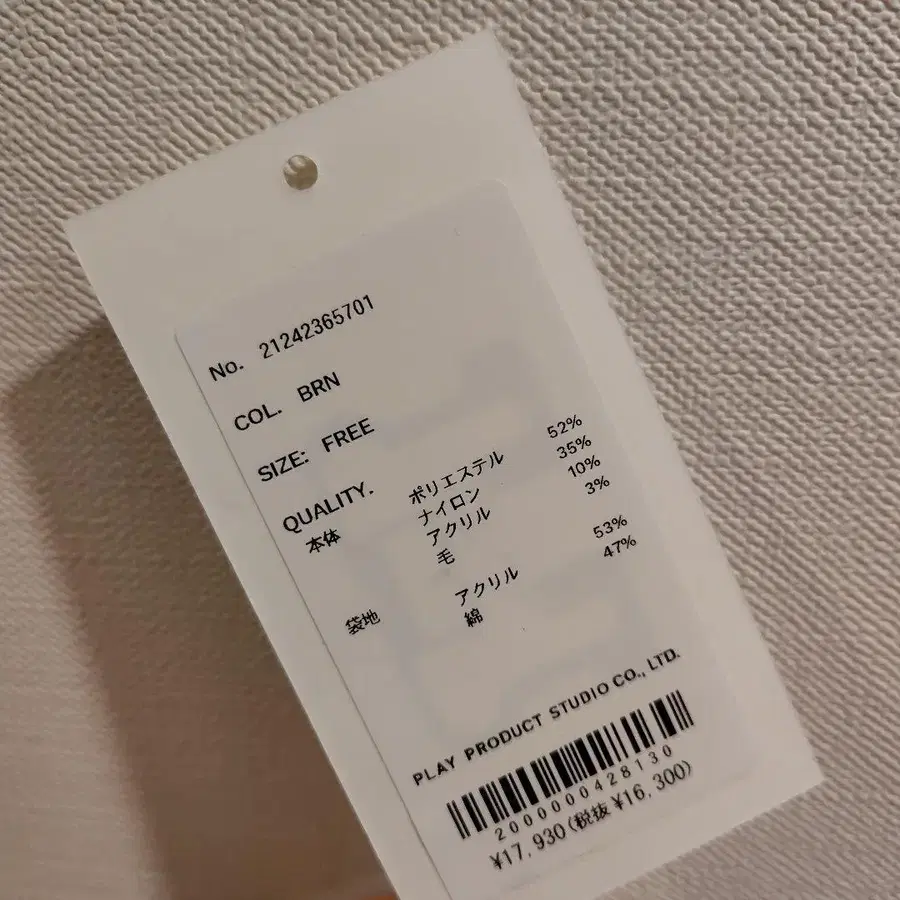 No. 21242365701
COL. BRN
SIZE: FREE
QUALITY.
本体 ポリエステル 52%
ナイロン 35%
アクリル 10%
毛 3%
袋地 アクリル 53%
綿 47%
PLAY PRODUCT STUDIO CO., LTD.
2000000428130
¥17,930(税抜 ¥16,300)